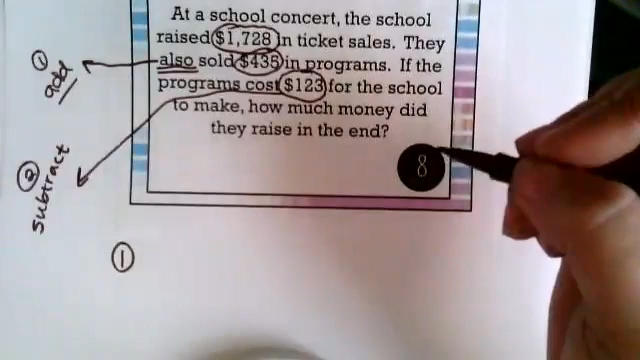 At a school concert, the school
raised $1,728 in ticket sales. They
also sold $435 in programs. If the
programs cost $123 for the school
to make, how much money did
they raise in the end?
8
① add
② subtract
①